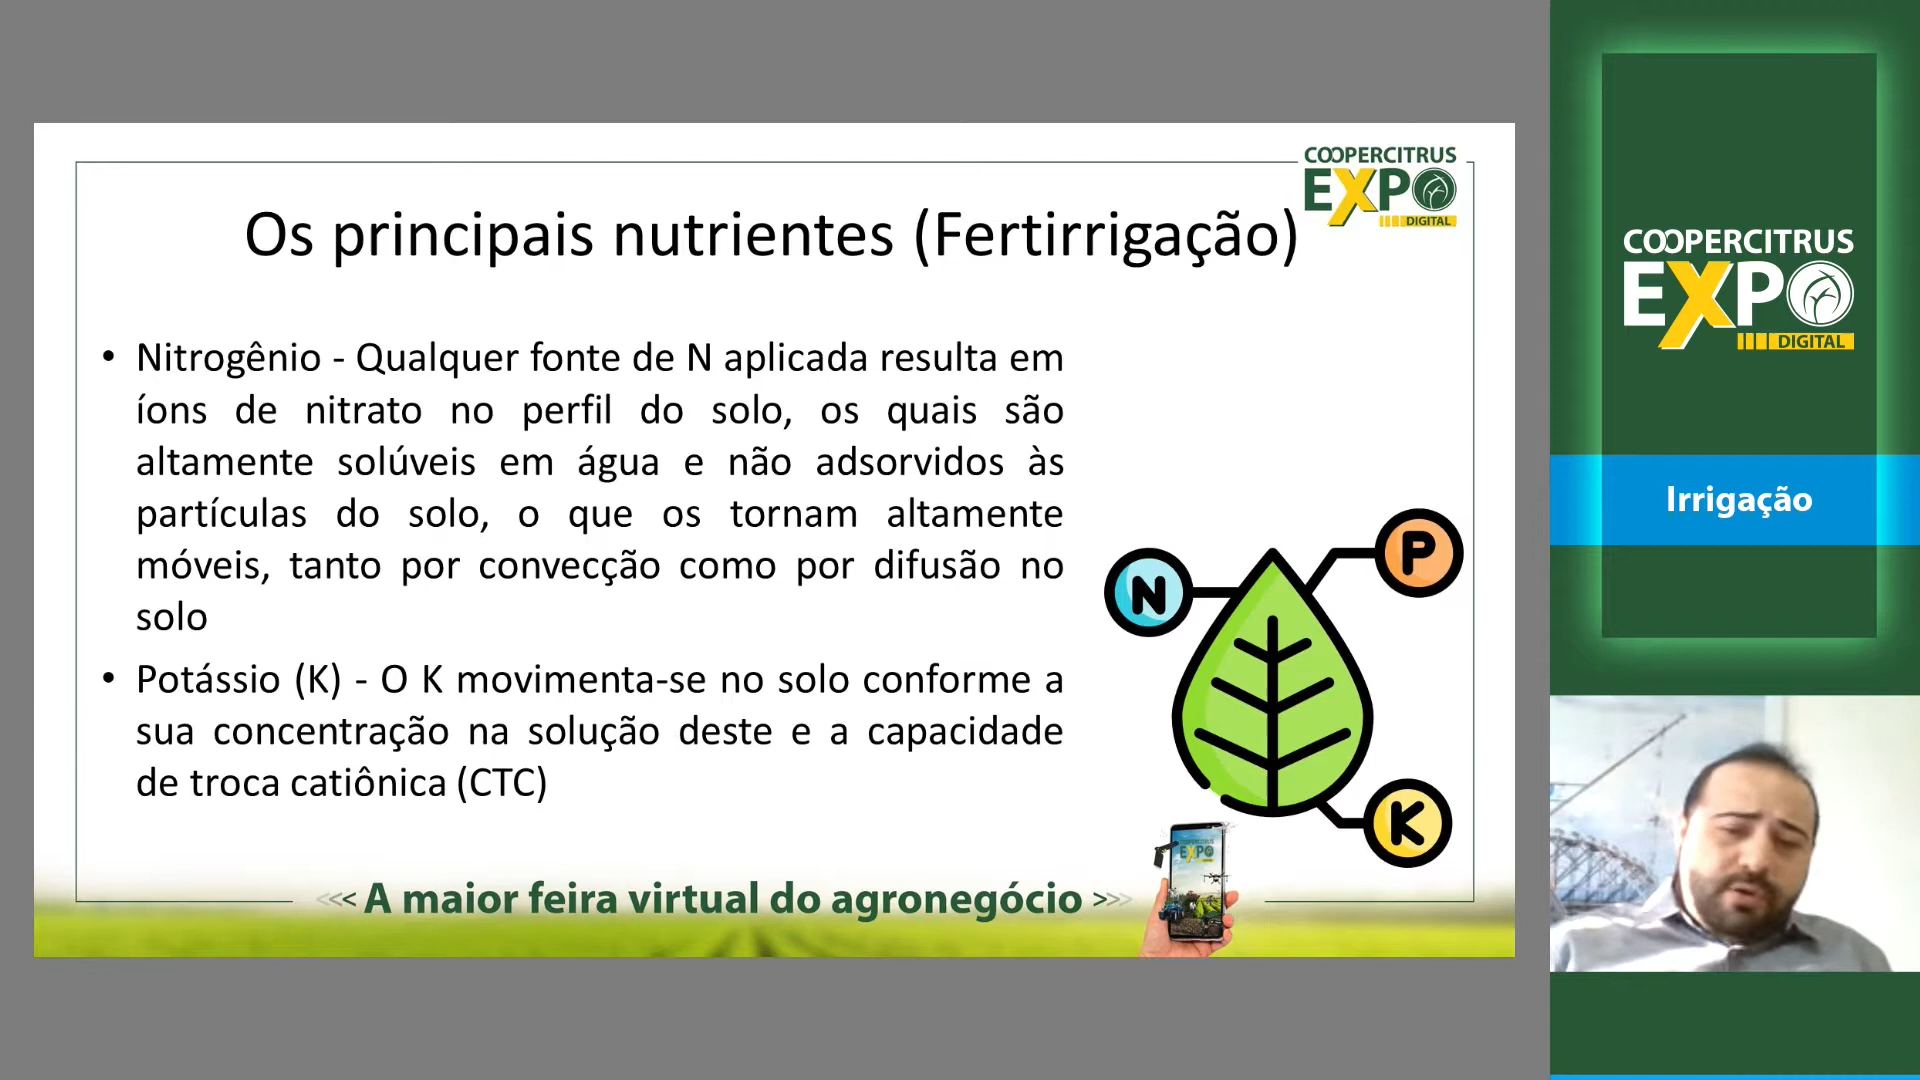 COOPERCITRUS
EXPO
DIGITAL
Os principais nutrientes (Fertirrigação)
• Nitrogênio - Qualquer fonte de N aplicada resulta em
íons de nitrato no perfil do solo, os quais são
altamente solúveis em água e não adsorvidos às
partículas do solo, o que os tornam altamente
móveis, tanto por convecção como por difusão no
solo
• Potássio (K) - O K movimenta-se no solo conforme a
sua concentração na solução deste e a capacidade
de troca catiônica (CTC)
N
P
K
EXPO
<<< A maior feira virtual do agronegócio >>>
COOPERCITRUS
EXPO
DIGITAL
Irrigação